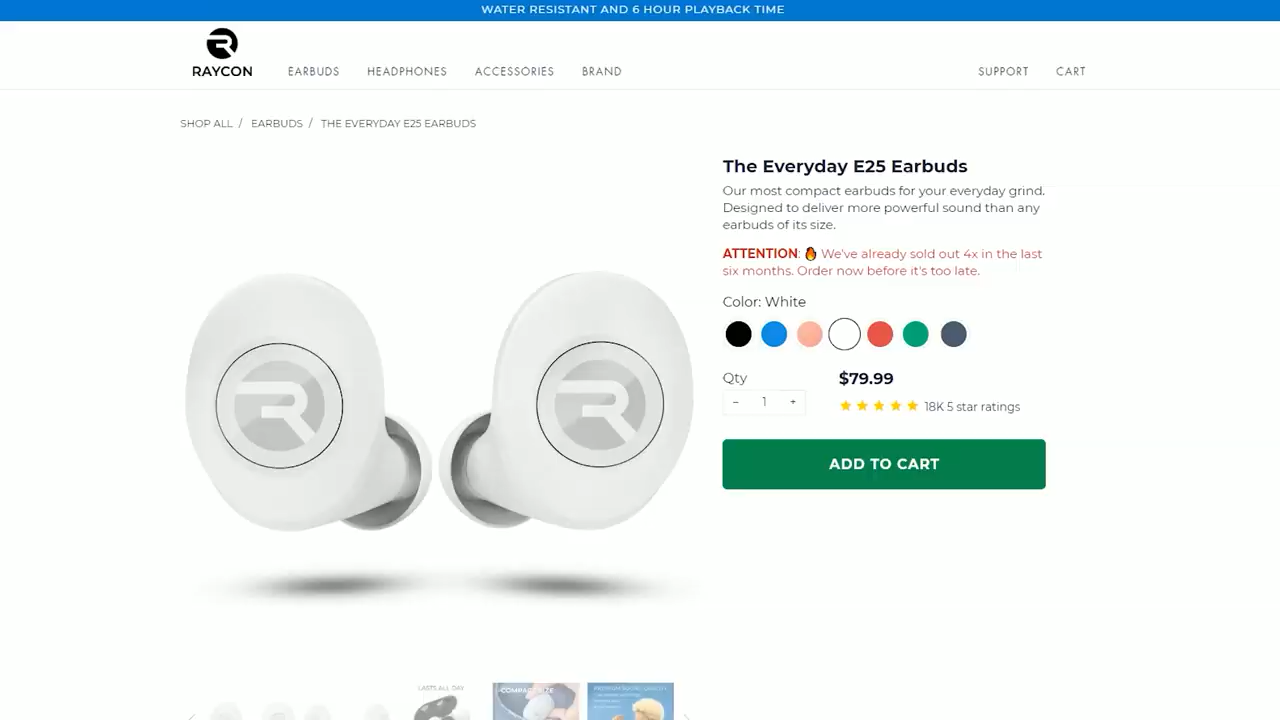 WATER RESISTANT AND 6 HOUR PLAYBACK TIME
RAYCON
EARBUDS
HEADPHONES
ACCESSORIES
BRAND
SUPPORT
CART
SHOP ALL / EARBUDS / THE EVERYDAY E25 EARBUDS
The Everyday E25 Earbuds
Our most compact earbuds for your everyday grind.
Designed to deliver more powerful sound than any
earbuds of its size.
ATTENTION: 🔥 We've already sold out 4x in the last
six months. Order now before it's too late.
Color: White
Qty
$79.99
− 1 +
18K 5 star ratings
ADD TO CART
LASTS ALL DAY
COMPACT SIZE